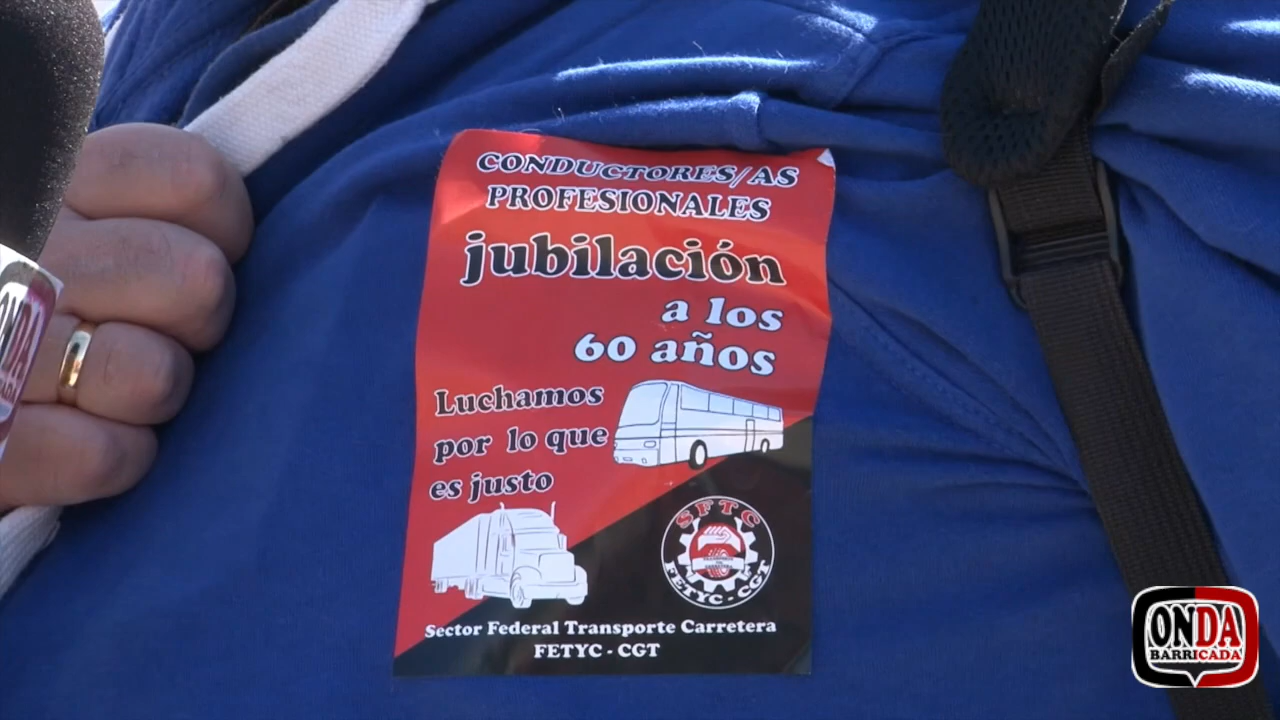 CONDUCTORES/AS
PROFESIONALES
jubilación
a los
60 años
Luchamos
por lo que
es justo
SFTC
FETYC - CGT
Sector Federal Transporte Carretera
FETYC - CGT
ONDA
BARRICADA